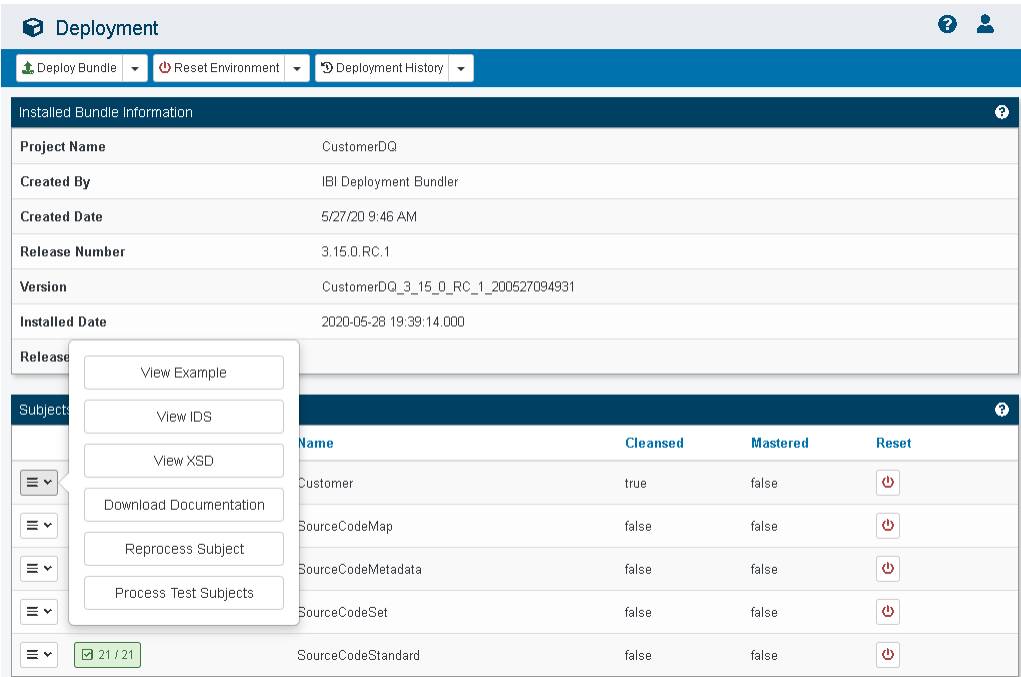 Deployment
Deploy Bundle Reset Environment Deployment History
Installed Bundle Information
Project Name CustomerDQ
Created By IBI Deployment Bundler
Created Date 5/27/20 9:46 AM
Release Number 3.15.0.RC.1
Version CustomerDQ_3_15_0_RC_1_200527094931
Installed Date 2020-05-28 19:39:14.000
Release
View Example
View IDS
View XSD
Download Documentation
Reprocess Subject
Process Test Subjects
Subjects
Name Cleansed Mastered Reset
Customer true false
SourceCodeMap false false
SourceCodeMetadata false false
SourceCodeSet false false
21 / 21 SourceCodeStandard false false